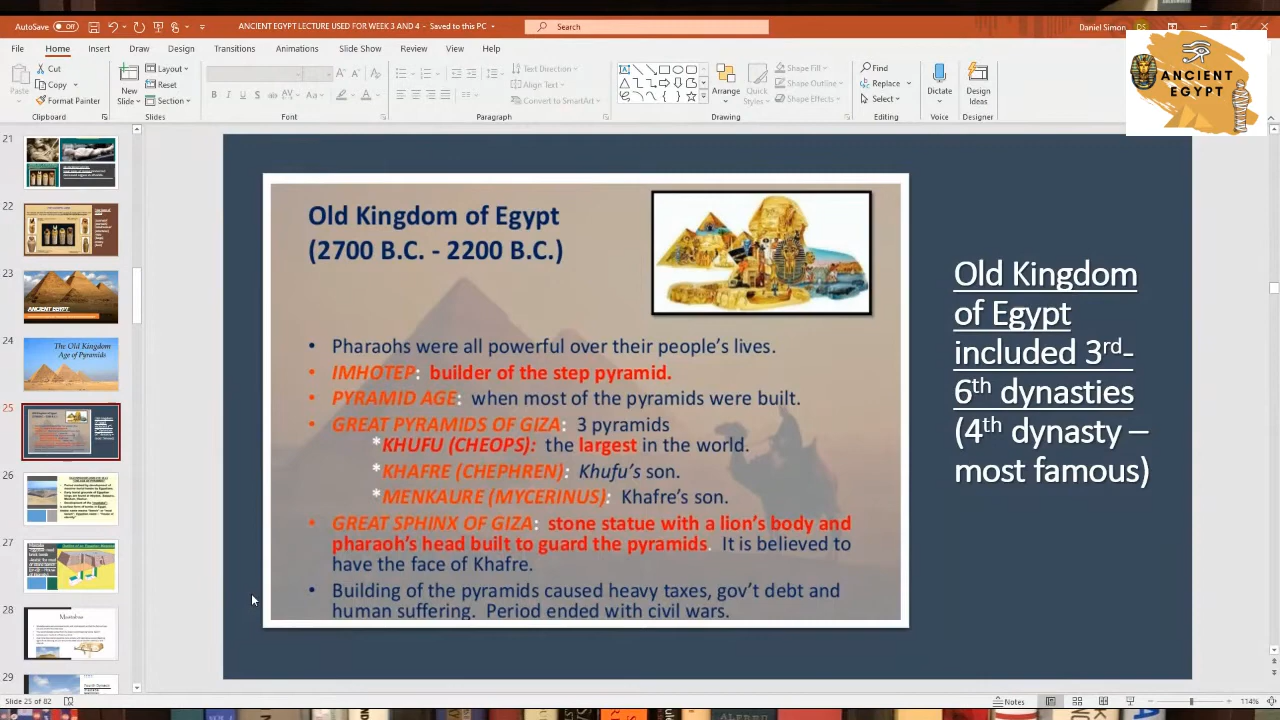 AutoSave Off ANCIENT EGYPT LECTURE USED FOR WEEK 3 AND 4 - Saved to this PC Search Daniel Simon
File Home Insert Draw Design Transitions Animations Slide Show Review View Help
Paste
Cut
Copy
Format Painter
Clipboard
New
Slide
Layout
Reset
Section
Slides
Font
Text Direction
Align Text
Convert to SmartArt
Paragraph
Arrange
Quick
Styles
Shape Fill
Shape Outline
Shape Effects
Drawing
Find
Replace
Select
Editing
Dictate
Voice
Design
Ideas
Designer
ANCIENT
EGYPT
22
23
ANCIENT EGYPT
24
The Old Kingdom
Age of Pyramids
25
26
27
28
Mastabas
Old Kingdom of Egypt
(2700 B.C. - 2200 B.C.)
• Pharaohs were all powerful over their people's lives.
• IMHOTEP: builder of the step pyramid.
• PYRAMID AGE: when most of the pyramids were built.
• GREAT PYRAMIDS OF GIZA: 3 pyramids
*KHUFU (CHEOPS): the largest in the world.
*KHAFRE (CHEPHREN): Khufu's son.
*MENKAURE (MYCERINUS): Khafre's son.
• GREAT SPHINX OF GIZA: stone statue with a lion's body and
pharaoh's head built to guard the pyramids. It is believed to
have the face of Khafre.
• Building of the pyramids caused heavy taxes, gov't debt and
human suffering. Period ended with civil wars.
Old Kingdom
of Egypt
included 3rd-
6th dynasties
(4th dynasty –
most famous)
Slide 25 of 82 Notes 114%